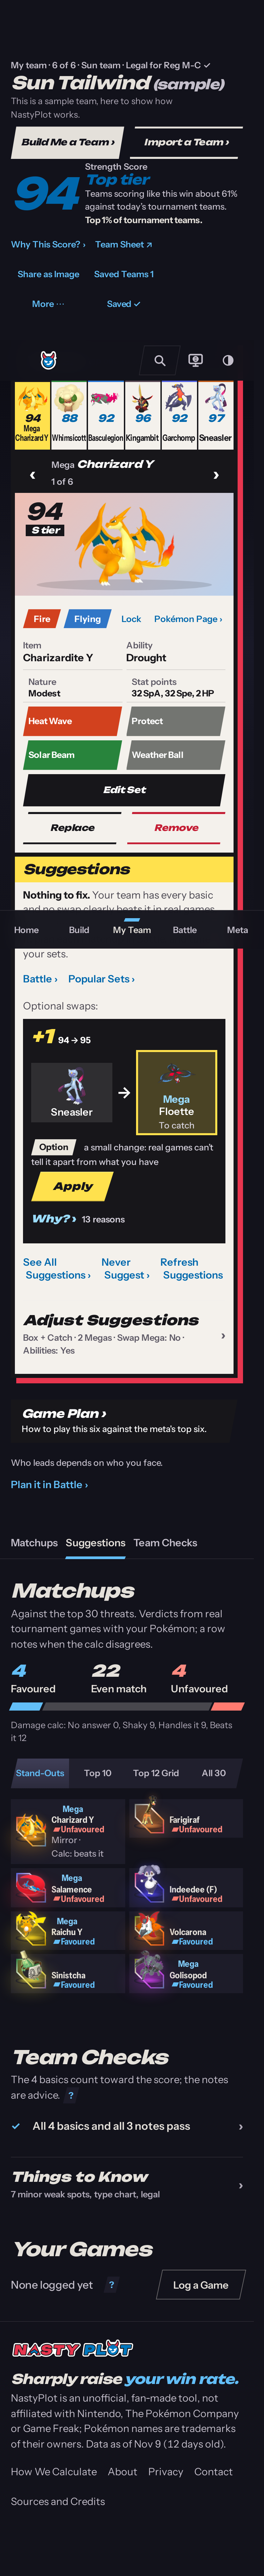 My team · 6 of 6 · Sun team · Legal for Reg M-C ✓
Sun Tailwind (sample)
This is a sample team, here to show how
NastyPlot works.
Build Me a Team › Import a Team ›
94
Strength Score
Top tier
Teams scoring like this win about 61%
against today's tournament teams.
Top 1% of tournament teams.
Why This Score? › Team Sheet ↗
Share as Image Saved Teams 1
More ··· Saved ✓
94 88 92 96 92 97
Mega
Charizard Y Whimsicott Basculegion Kingambit Garchomp Sneasler
‹ Mega Charizard Y ›
1 of 6
94
S tier
Fire Flying Lock Pokémon Page ›
Item Ability
Charizardite Y Drought
Nature Stat points
Modest 32 SpA, 32 Spe, 2 HP
Heat Wave Protect
Solar Beam Weather Ball
Edit Set
Replace Remove
Suggestions
Nothing to fix. Your team has every basic
and no swap clearly beats it in real games
Home Build My Team Battle Meta
your sets.
Battle › Popular Sets ›
Optional swaps:
+1 94 → 95
Sneasler → Mega
Floette
To catch
Option a small change: real games can't
tell it apart from what you have
Apply
Why? › 13 reasons
See All Never Refresh
Suggestions › Suggest › Suggestions
Adjust Suggestions
Box + Catch · 2 Megas · Swap Mega: No ·
Abilities: Yes ›
Game Plan ›
How to play this six against the meta's top six.
Who leads depends on who you face.
Plan it in Battle ›
Matchups Suggestions Team Checks
Matchups
Against the top 30 threats. Verdicts from real
tournament games with your Pokémon; a row
notes when the calc disagrees.
4 22 4
Favoured Even match Unfavoured
Damage calc: No answer 0, Shaky 9, Handles it 9, Beats
it 12
Stand-Outs Top 10 Top 12 Grid All 30
Mega
Charizard Y
Unfavoured
Mirror ·
Calc: beats it
Farigiraf
Unfavoured
Mega
Salamence
Unfavoured
Indeedee (F)
Unfavoured
Mega
Raichu Y
Favoured
Volcarona
Favoured
Sinistcha
Favoured
Mega
Golisopod
Favoured
Team Checks
The 4 basics count toward the score; the notes
are advice. ?
✓ All 4 basics and all 3 notes pass ›
Things to Know
7 minor weak spots, type chart, legal ›
Your Games
None logged yet ? Log a Game
NASTY PLOT
Sharply raise your win rate.
NastyPlot is an unofficial, fan-made tool, not
affiliated with Nintendo, The Pokémon Company
or Game Freak; Pokémon names are trademarks
of their owners. Data as of Nov 9 (12 days old).
How We Calculate About Privacy Contact
Sources and Credits